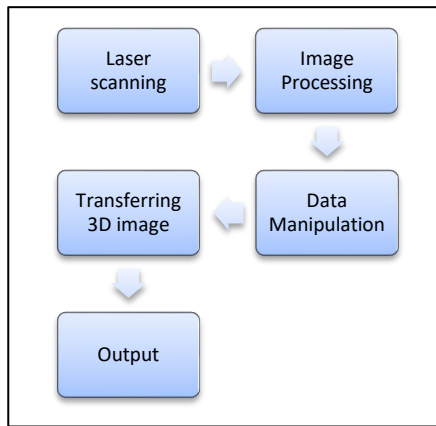 Laser
scanning
Image
Processing
Data
Manipulation
Transferring
3D image
Output